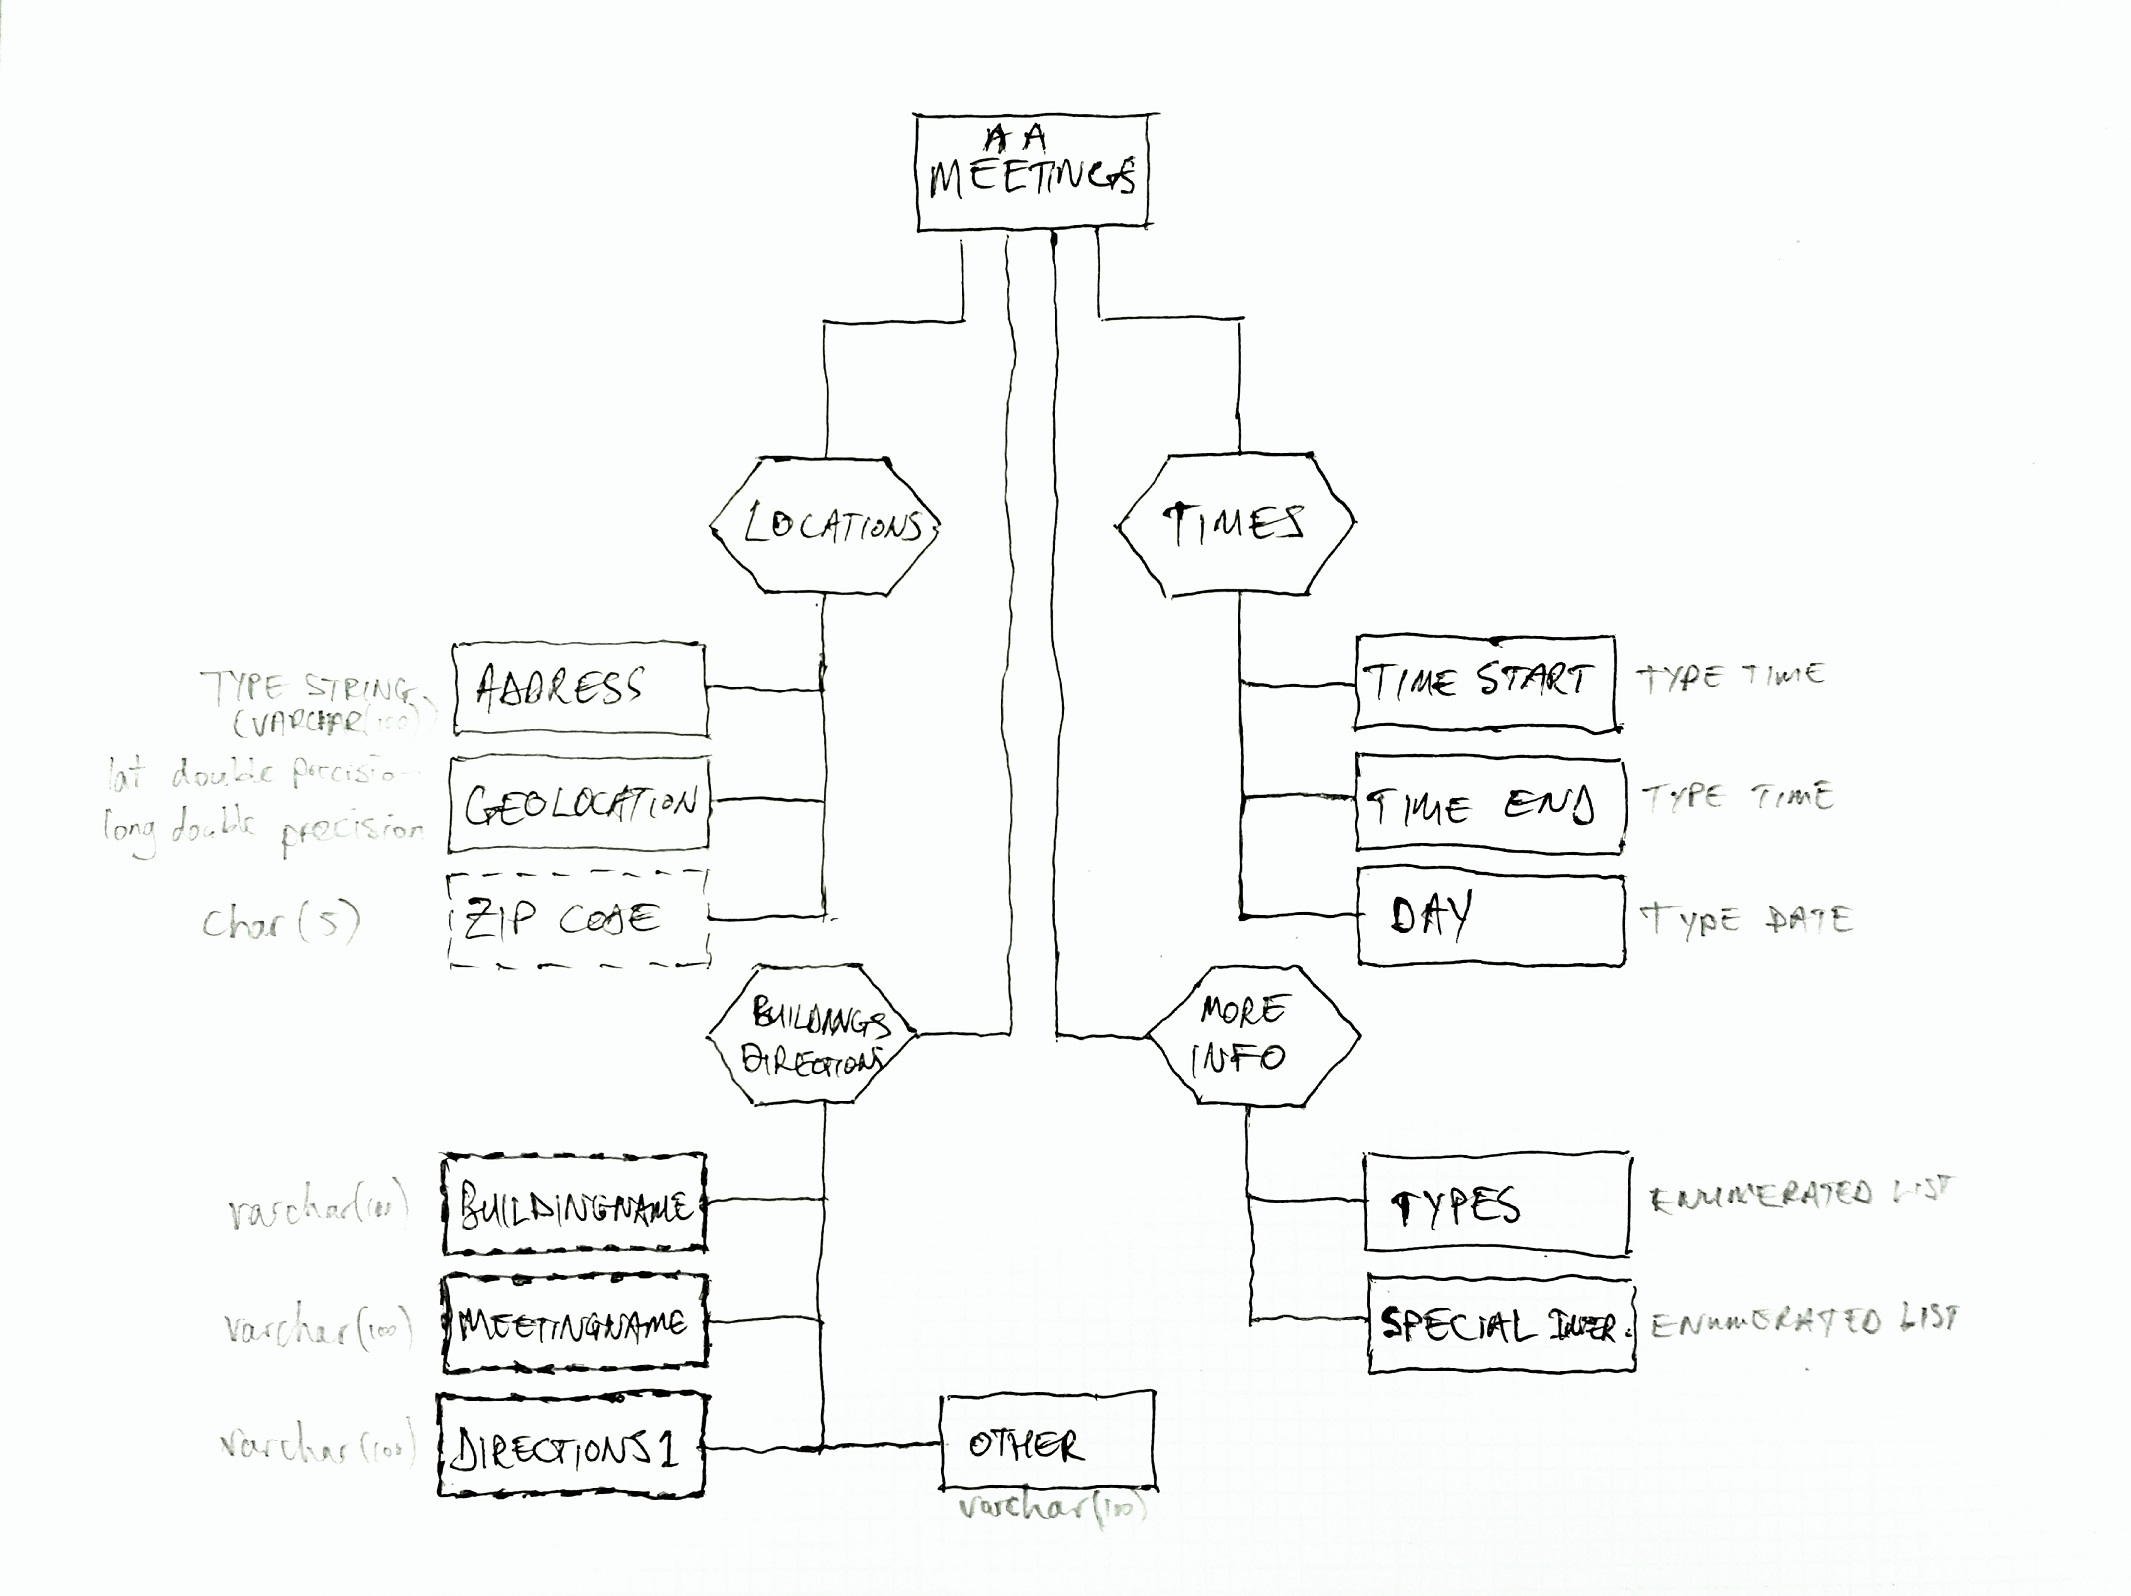 AA
MEETINGS
LOCATIONS
TIMES
TYPE STRING
(VARCHAR(100))
ADDRESS
TIME START
TYPE TIME
lat double precisio
long double precision
GEOLOCATION
TIME END
TYPE TIME
char(5)
ZIP CODE
DAY
TYPE DATE
BUILDINGS
DIRECTIONS
MORE
INFO
varchar(100)
BUILDINGNAME
TYPES
ENUMERATED LIST
varchar(100)
MEETINGNAME
SPECIAL INTER.
ENUMERATED LIST
varchar(100)
DIRECTIONS1
OTHER
varchar(100)